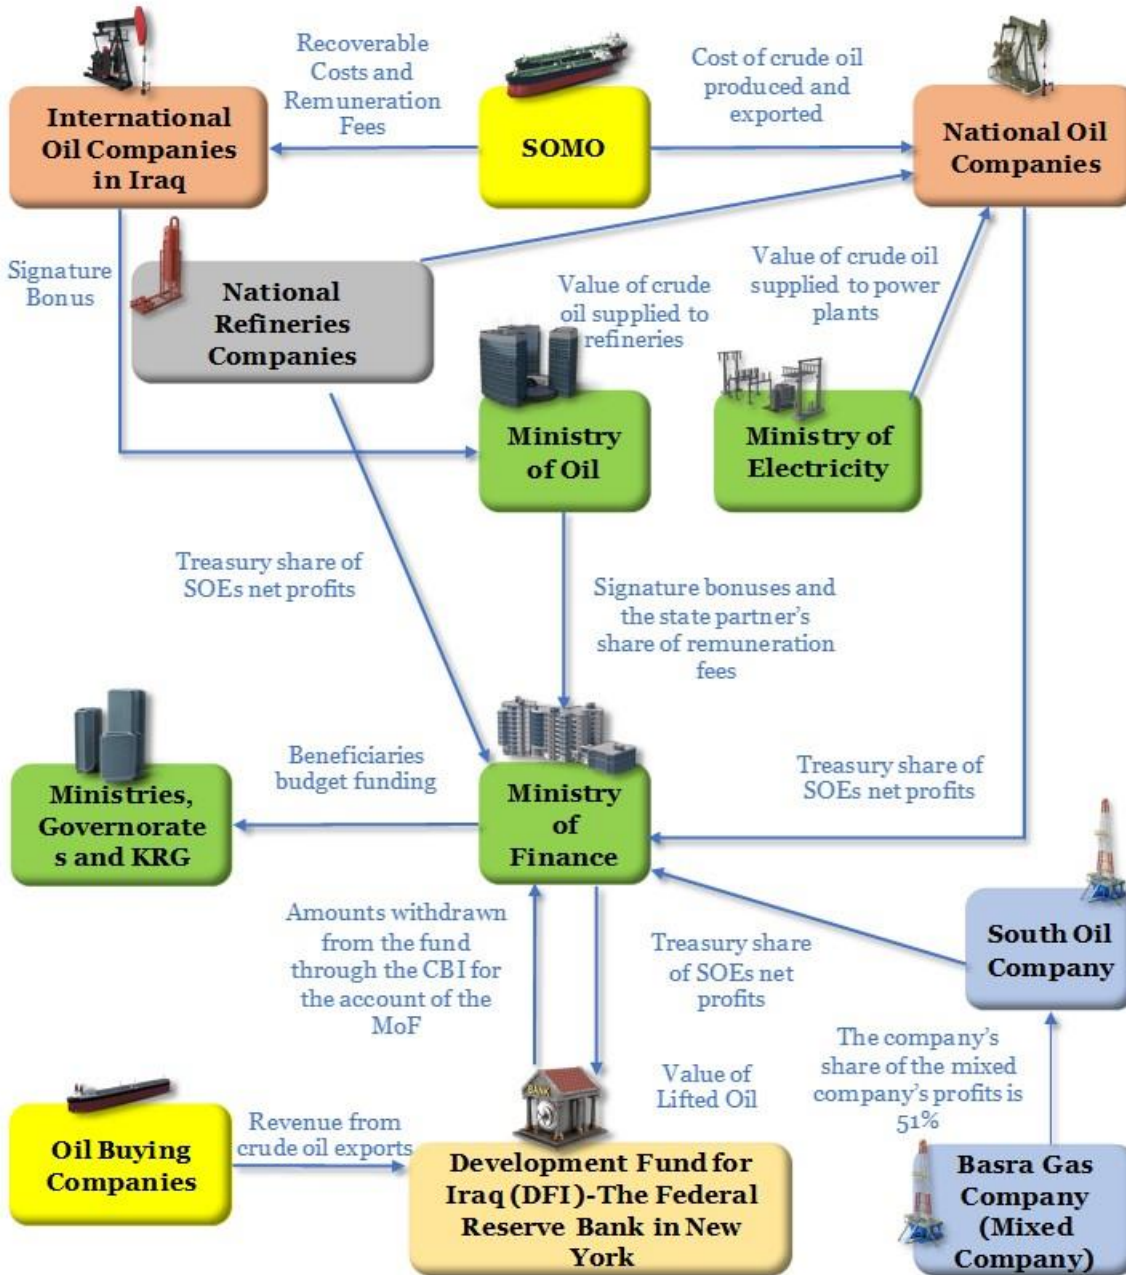 Recoverable
Costs and
Remuneration
Fees
Cost of crude oil
produced and
exported
International
Oil Companies
in Iraq
SOMO
National Oil
Companies
Signature
Bonus
National
Refineries
Companies
Value of crude
oil supplied to
refineries
Value of crude oil
supplied to power
plants
Ministry
of Oil
Ministry of
Electricity
Treasury share of
SOEs net profits
Signature bonuses and
the state partner's
share of remuneration
fees
Beneficiaries
budget funding
Treasury share of
SOEs net profits
Ministries,
Governorate
s and KRG
Ministry
of
Finance
Amounts withdrawn
from the fund
through the CBI for
the account of the
MoF
Treasury share
of SOEs net
profits
South Oil
Company
The company's
share of the mixed
company's profits is
51%
Value of
Lifted Oil
BANK
Oil Buying
Companies
Revenue from
crude oil exports
Development Fund for
Iraq (DFI)-The Federal
Reserve Bank in New
York
Basra Gas
Company
(Mixed
Company)